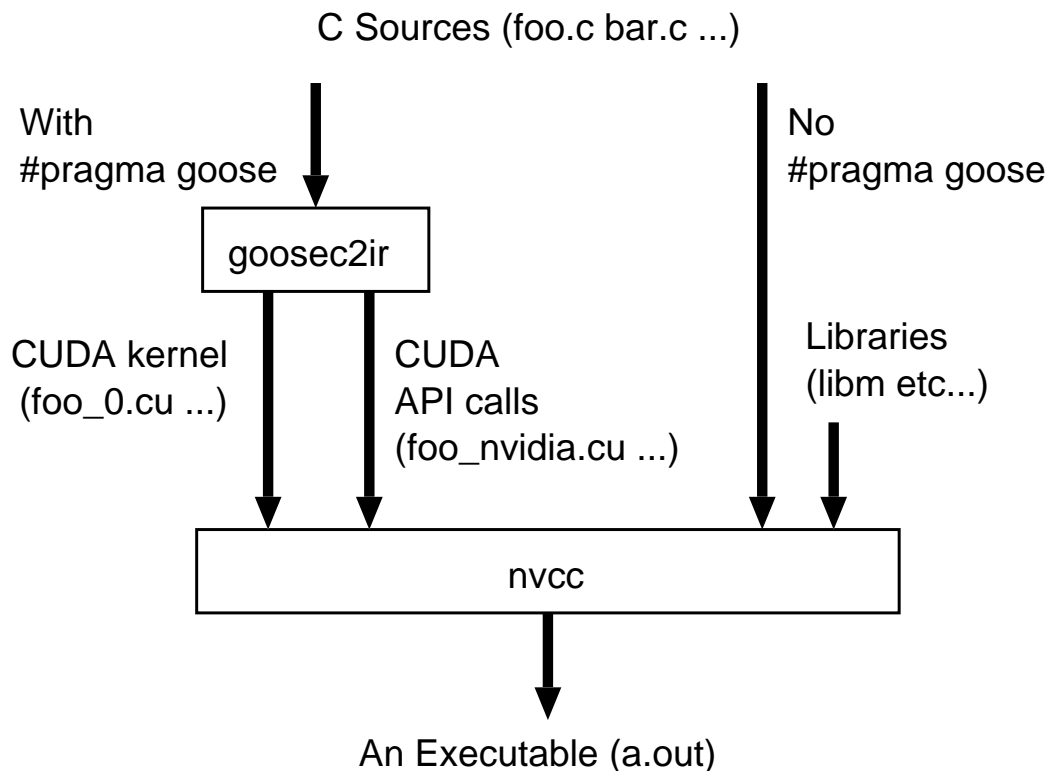 C Sources (foo.c bar.c ...)
With
#pragma goose
No
#pragma goose
goosec2ir
CUDA kernel
(foo_0.cu ...)
CUDA
API calls
(foo_nvidia.cu ...)
Libraries
(libm etc...)
nvcc
An Executable (a.out)